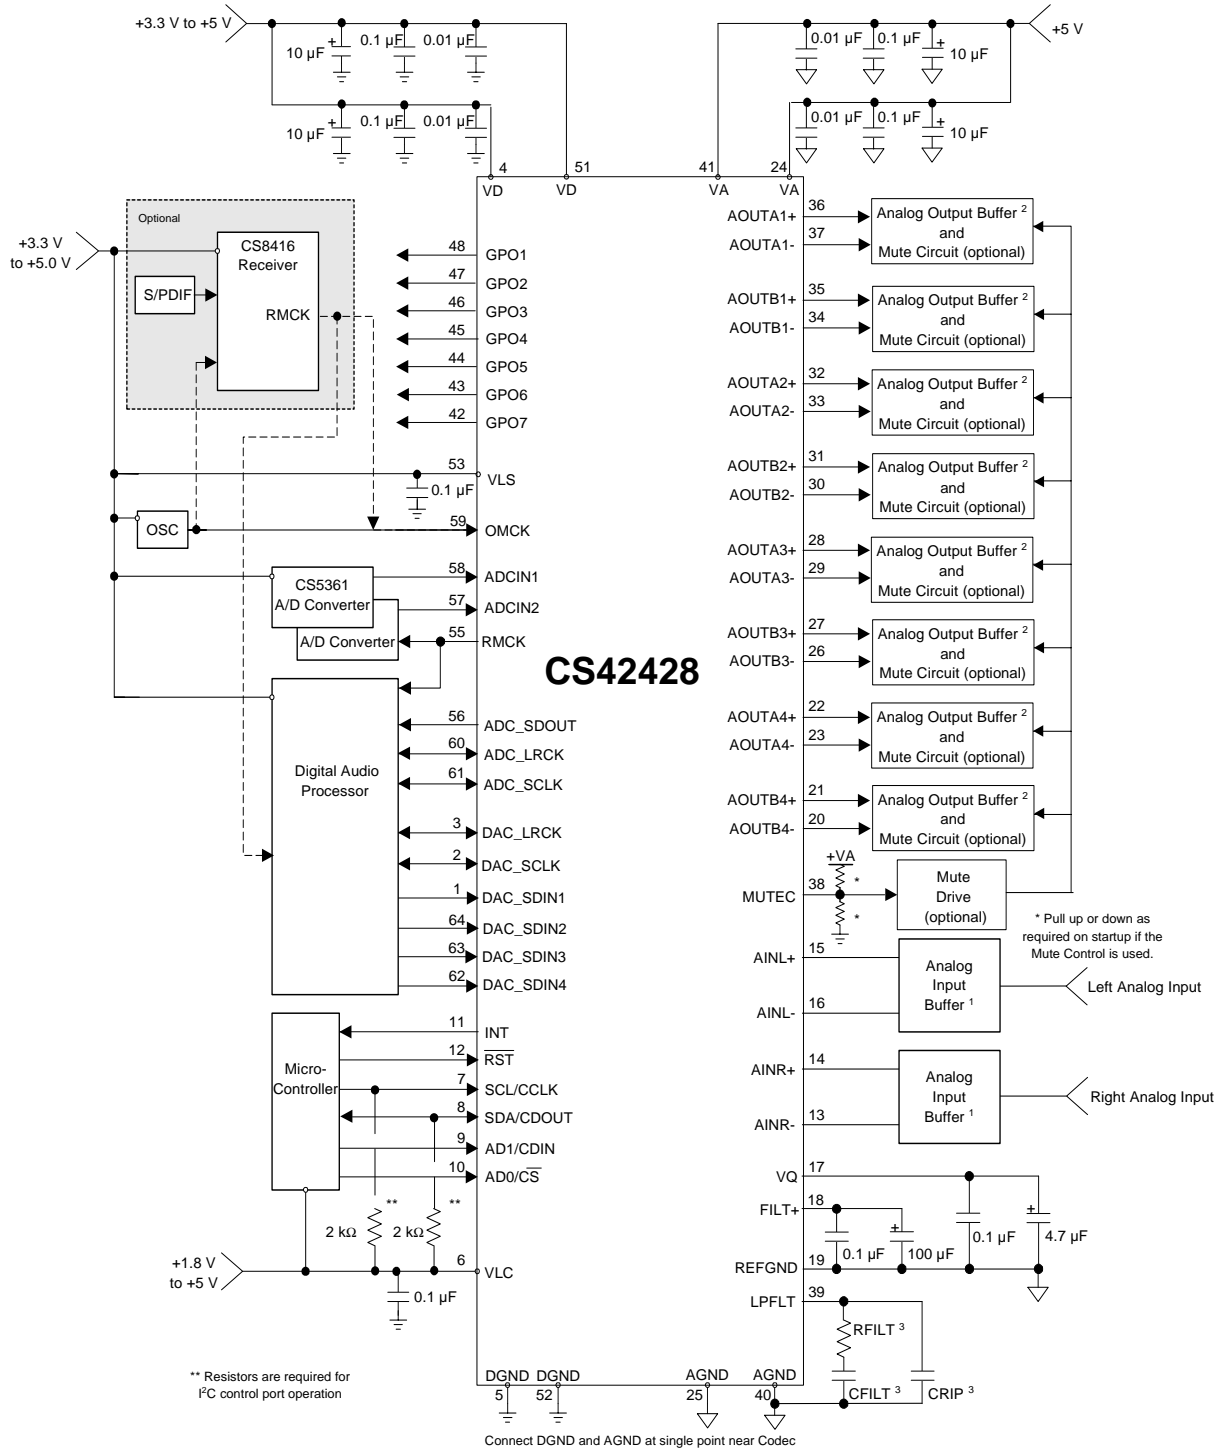 +3.3 V to +5 V
10 µF
+
0.1 µF
0.01 µF
10 µF
+
0.1 µF
0.01 µF
0.01 µF
0.1 µF
+
10 µF
+5 V
0.01 µF
0.1 µF
+
10 µF
4
51
41
24
VD
VD
VA
VA
Optional
+3.3 V
to +5.0 V
CS8416
Receiver
S/PDIF
RMCK
48
GPO1
47
GPO2
46
GPO3
45
GPO4
44
GPO5
43
GPO6
42
GPO7
53
VLS
0.1 µF
OSC
59
OMCK
CS5361
A/D Converter
A/D Converter
58
ADCIN1
57
ADCIN2
55
RMCK
CS42428
Digital Audio
Processor
56
ADC_SDOUT
60
ADC_LRCK
61
ADC_SCLK
3
DAC_LRCK
2
DAC_SCLK
1
DAC_SDIN1
64
DAC_SDIN2
63
DAC_SDIN3
62
DAC_SDIN4
Micro-
Controller
11
INT
12
RST
7
SCL/CCLK
8
SDA/CDOUT
9
AD1/CDIN
10
AD0/CS
**
**
2 kΩ
2 kΩ
+1.8 V
to +5 V
6
VLC
0.1 µF
** Resistors are required for
I2C control port operation
AOUTA1+
36
AOUTA1-
37
Analog Output Buffer 2
and
Mute Circuit (optional)
AOUTB1+
35
AOUTB1-
34
Analog Output Buffer 2
and
Mute Circuit (optional)
AOUTA2+
32
AOUTA2-
33
Analog Output Buffer 2
and
Mute Circuit (optional)
AOUTB2+
31
AOUTB2-
30
Analog Output Buffer 2
and
Mute Circuit (optional)
AOUTA3+
28
AOUTA3-
29
Analog Output Buffer 2
and
Mute Circuit (optional)
AOUTB3+
27
AOUTB3-
26
Analog Output Buffer 2
and
Mute Circuit (optional)
AOUTA4+
22
AOUTA4-
23
Analog Output Buffer 2
and
Mute Circuit (optional)
AOUTB4+
21
AOUTB4-
20
Analog Output Buffer 2
and
Mute Circuit (optional)
+VA
*
*
MUTEC
38
Mute
Drive
(optional)
* Pull up or down as
required on startup if the
Mute Control is used.
AINL+
15
AINL-
16
Analog
Input
Buffer 1
Left Analog Input
AINR+
14
AINR-
13
Analog
Input
Buffer 1
Right Analog Input
VQ
17
FILT+
18
0.1 µF
+
100 µF
0.1 µF
+
4.7 µF
REFGND
19
LPFLT
39
RFILT 3
CFILT 3
CRIP 3
DGND
DGND
AGND
AGND
5
52
25
40
Connect DGND and AGND at single point near Codec